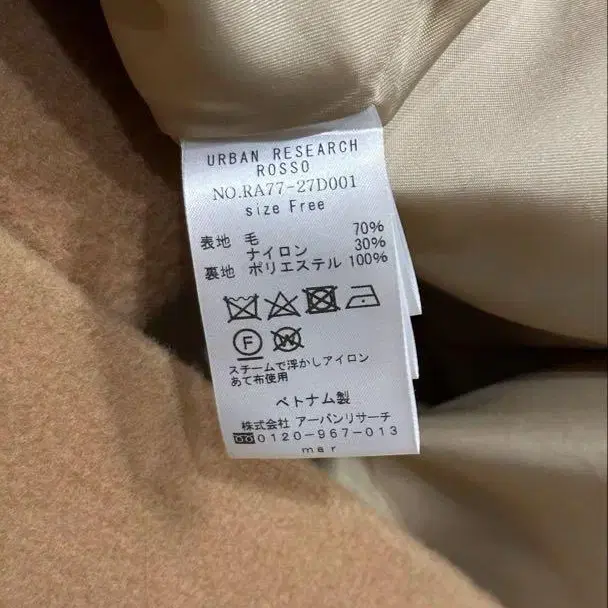 URBAN RESEARCH
ROSSO
NO.RA77-27D001
size Free
表地 毛 70%
ナイロン 30%
裏地 ポリエステル 100%
F W
スチームで浮かしアイロン
あて布使用
ベトナム製
株式会社 アーバンリサーチ
0120-967-013
mar